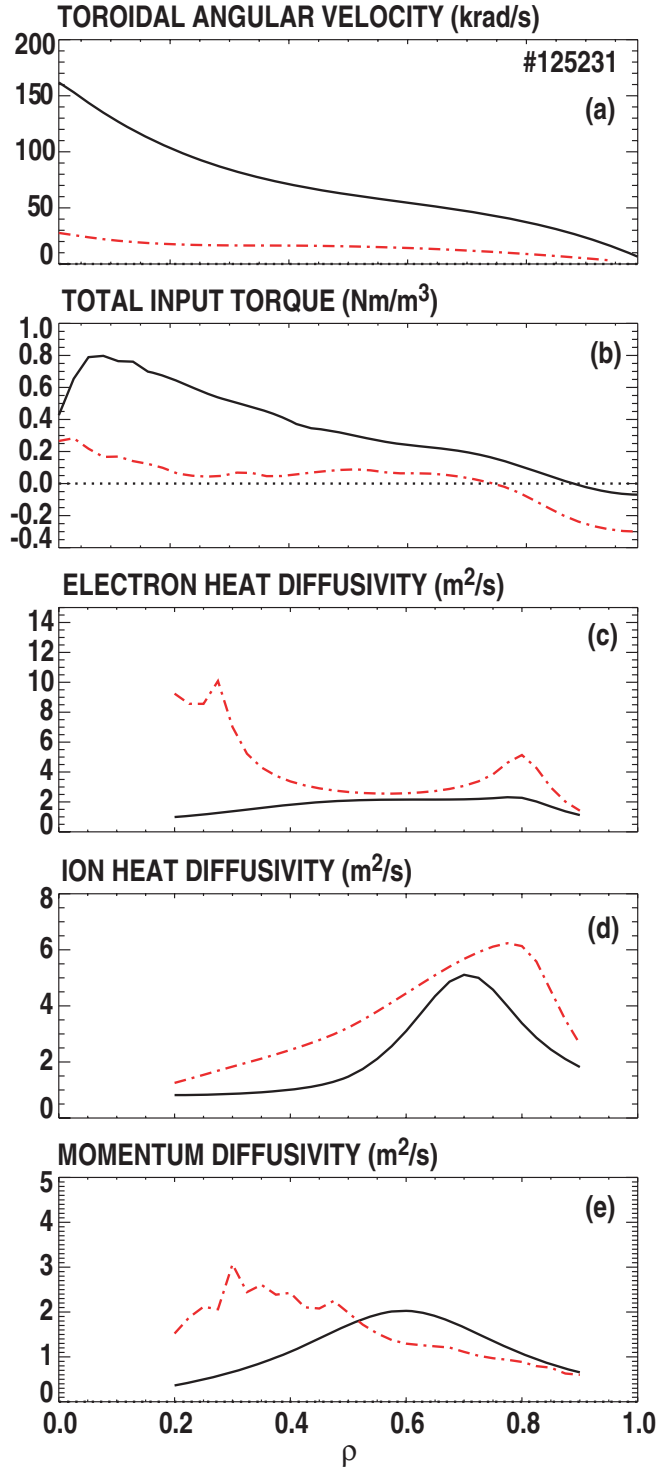 TOROIDAL ANGULAR VELOCITY (krad/s)
200
#125231
150
(a)
100
50
0
TOTAL INPUT TORQUE (Nm/m³)
1.0
0.8
(b)
0.6
0.4
0.2
0.0
-0.2
-0.4
ELECTRON HEAT DIFFUSIVITY (m²/s)
14
(c)
12
10
8
6
4
2
0
ION HEAT DIFFUSIVITY (m²/s)
8
(d)
6
4
2
0
MOMENTUM DIFFUSIVITY (m²/s)
5
(e)
4
3
2
1
0
0.0 0.2 0.4 0.6 0.8 1.0
ρ